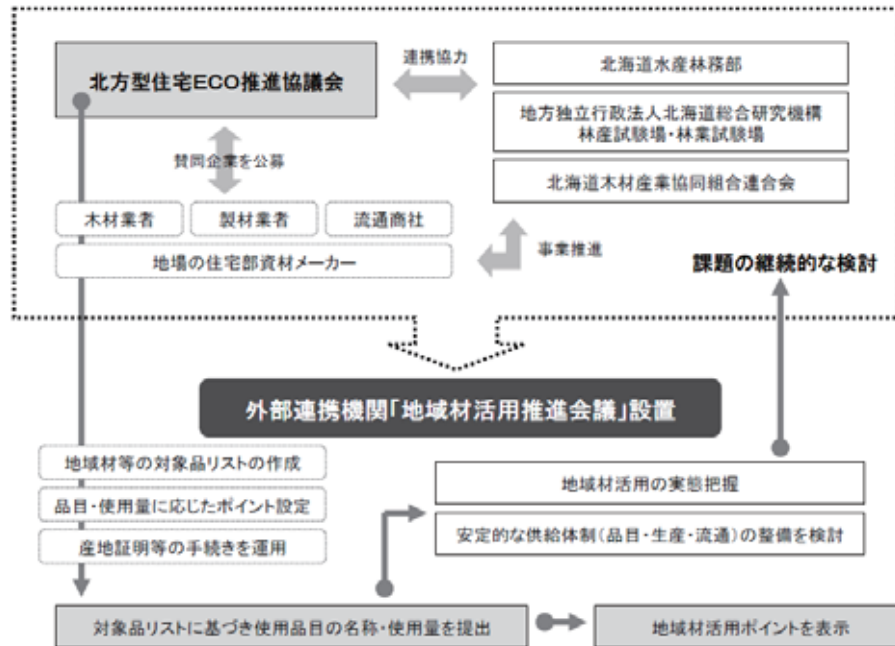 北方型住宅ECO推進協議会
連携協力
北海道水産林務部
地方独立行政法人北海道総合研究機構
林産試験場・林業試験場
北海道木材産業協同組合連合会
賛同企業を公募
木材業者
製材業者
流通商社
地場の住宅部資材メーカー
事業推進
課題の継続的な検討
外部連携機関「地域材活用推進会議」設置
地域材等の対象品リストの作成
品目・使用量に応じたポイント設定
産地証明等の手続きを運用
地域材活用の実態把握
安定的な供給体制(品目・生産・流通)の整備を検討
対象品リストに基づき使用品目の名称・使用量を提出
地域材活用ポイントを表示